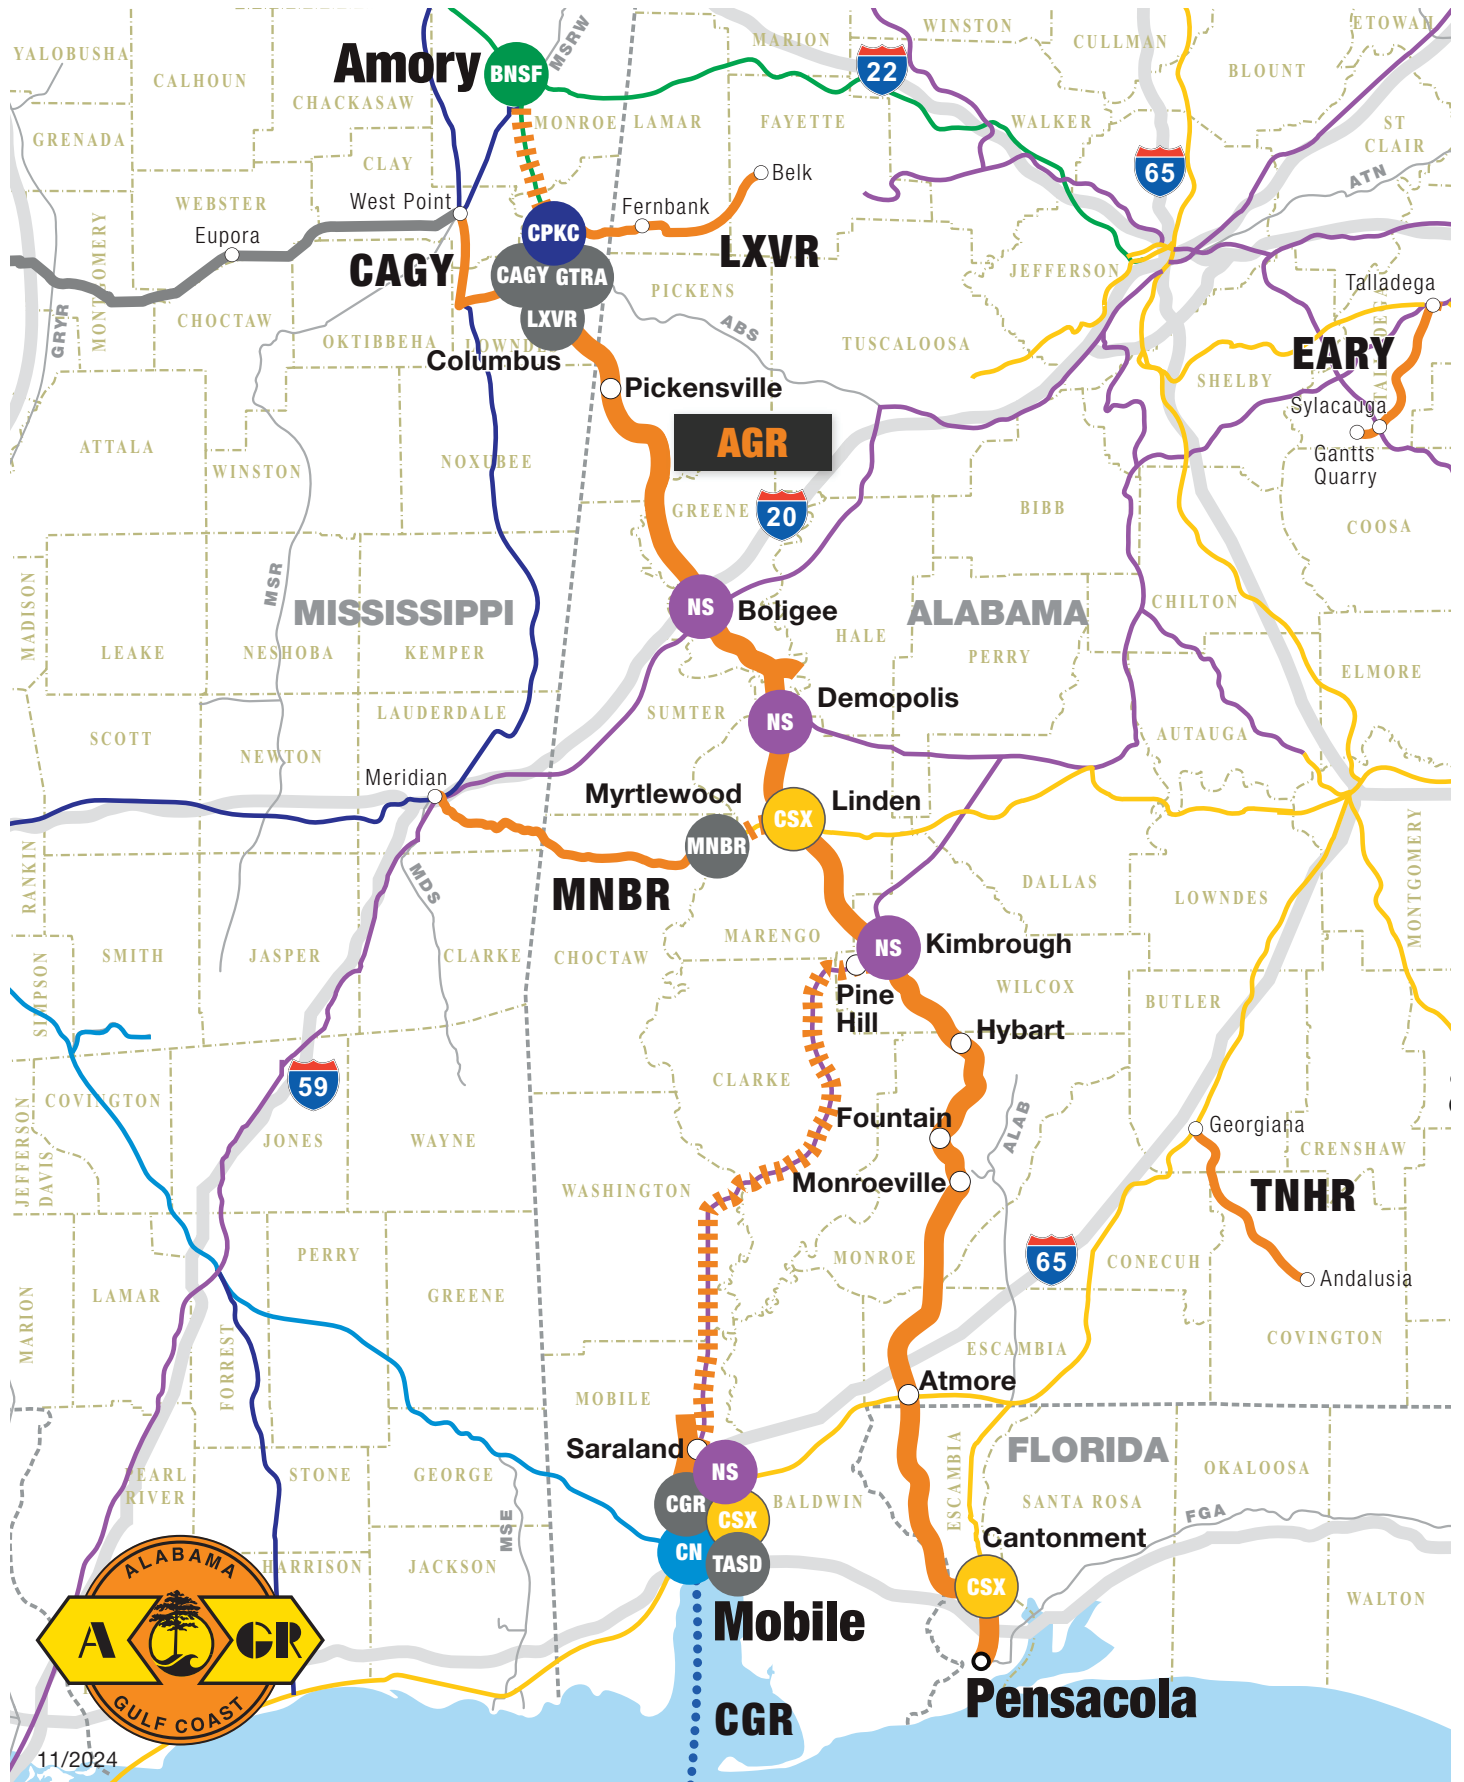 WINSTON
ETOWAH
MSRW
MARION
CULLMAN
YALOBUSHA
Amory
BNSF
22
BLOUNT
CALHOUN
CHACKASAW
MONROE
LAMAR
FAYETTE
WALKER
ST
CLAIR
GRENADA
CLAY
65
ATN
Belk
West Point
WEBSTER
Fernbank
MONTGOMERY
Eupora
CPKC
LXVR
CAGY
CAGY
GTRA
JEFFERSON
Talladega
PICKENS
GRYR
CHOCTAW
LXVR
ABS
OKTIBBEHA
LOWNDE
TUSCALOOSA
EARY
Columbus
SHELBY
Pickensville
Sylacauga
AGR
ATTALA
Gantts
Quarry
WINSTON
NOXUBEE
GREENE
20
BIBB
COOSA
MSR
MADISON
MISSISSIPPI
NS
Boligee
ALABAMA
CHILTON
HALE
LEAKE
NESHOBA
KEMPER
PERRY
ELMORE
Demopolis
LAUDERDALE
SUMTER
NS
SCOTT
NEWTON
AUTAUGA
Meridian
Myrtlewood
Linden
CSX
MNBR
MONTGOMERY
RANKIN
MDS
MNBR
DALLAS
LOWNDES
MARENGO
NS
Kimbrough
SMITH
JASPER
CLARKE
CHOCTAW
SIMPSON
Pine
Hill
WILCOX
BUTLER
Hybart
59
CLARKE
COVINGTON
Fountain
ALAB
Georgiana
JEFFERSON
DAVIS
JONES
WAYNE
CRENSHAW
WASHINGTON
Monroeville
TNHR
PERRY
MONROE
65
CONECUH
Andalusia
MARION
LAMAR
GREENE
FORREST
COVINGTON
ESCAMBIA
Atmore
MOBILE
Saraland
FLORIDA
NS
PEARL
RIVER
STONE
GEORGE
OKALOOSA
ESCAMBIA
CGR
CSX
BALDWIN
SANTA ROSA
FGA
MSE
Cantonment
CN
TASD
HARRISON
JACKSON
CSX
WALTON
ALABAMA
A
GR
GULF COAST
Mobile
Pensacola
CGR
11/2024